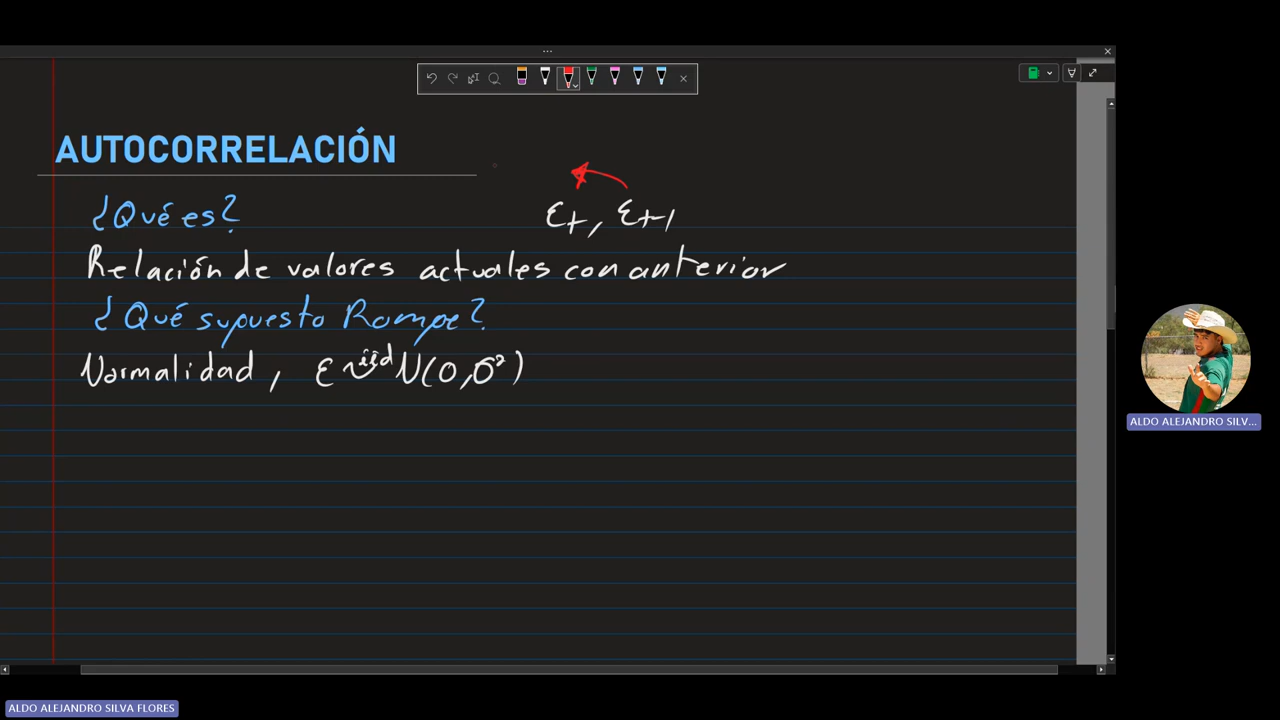 AUTOCORRELACIÓN
¿Qué es?
εt, εt-1
Relación de valores actuales con anterior
¿Qué supuesto Rompe?
Normalidad, ε ~iid N(0,σ²)
ALDO ALEJANDRO SILV...
ALDO ALEJANDRO SILVA FLORES